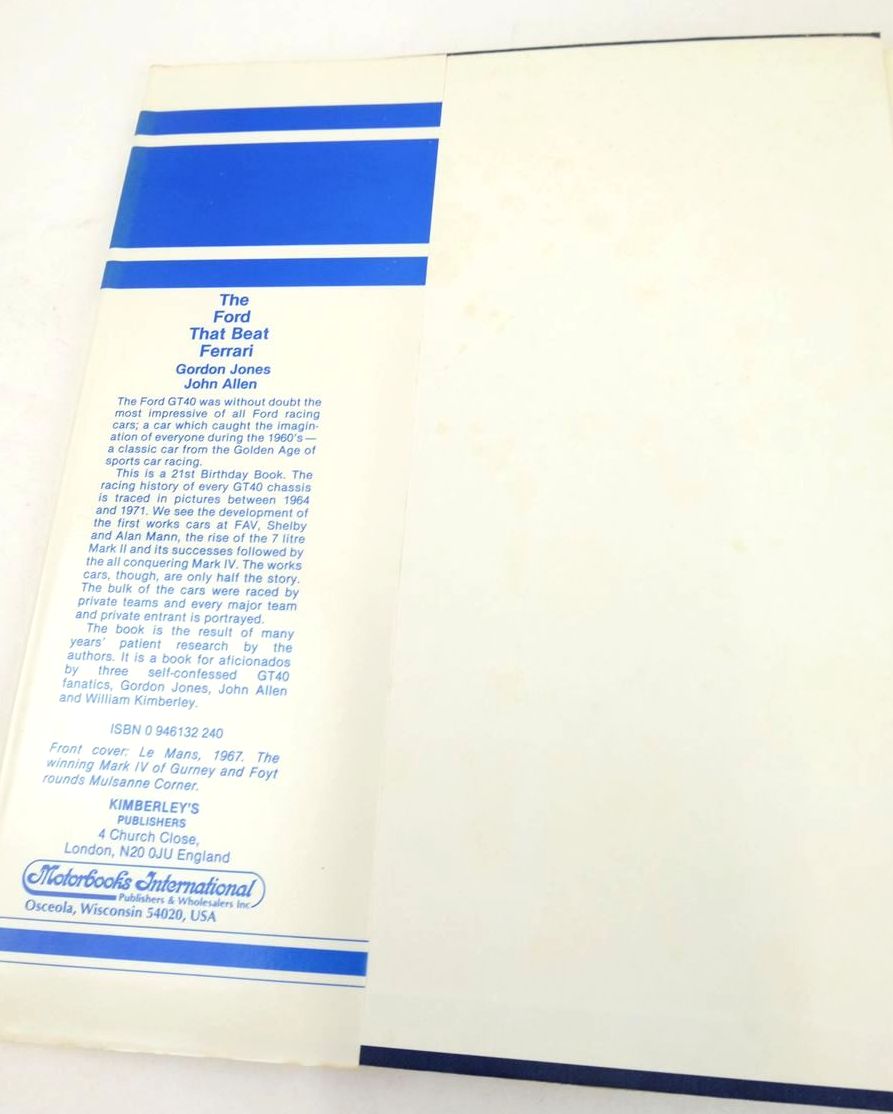 The
Ford
That Beat
Ferrari
Gordon Jones
John Allen
The Ford GT40 was without doubt the
most impressive of all Ford racing
cars; a car which caught the imagin-
ation of everyone during the 1960's—
a classic car from the Golden Age of
sports car racing.
This is a 21st Birthday Book. The
racing history of every GT40 chassis
is traced in pictures between 1964
and 1971. We see the development of
the first works cars at FAV, Shelby
and Alan Mann, the rise of the 7 litre
Mark II and its successes followed by
the all conquering Mark IV. The works
cars, though, are only half the story.
The bulk of the cars were raced by
private teams and every major team
and private entrant is portrayed.
The book is the result of many
years' patient research by the
authors. It is a book for aficionados
by three self-confessed GT40
fanatics, Gordon Jones, John Allen
and William Kimberley.
ISBN 0 946132 240
Front cover: Le Mans, 1967. The
winning Mark IV of Gurney and Foyt
rounds Mulsanne Corner.
KIMBERLEY'S
PUBLISHERS
4 Church Close,
London, N20 0JU England
Motorbooks International
Publishers & Wholesalers Inc
Osceola, Wisconsin 54020, USA